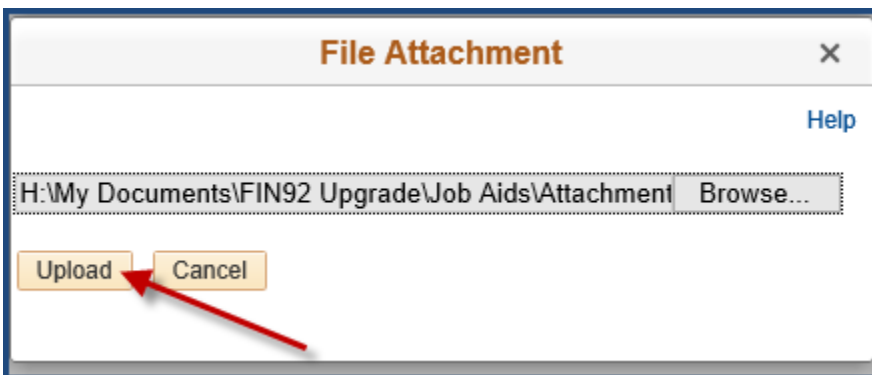 File Attachment ×
Help
H:\My Documents\FIN92 Upgrade\Job Aids\Attachment Browse...
Upload Cancel